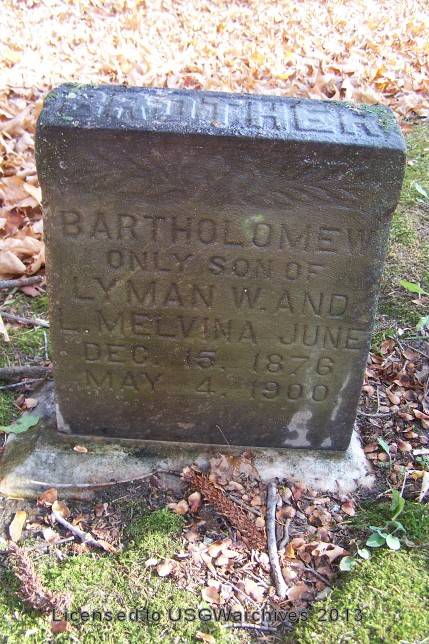 BROTHER
BARTHOLOMEW
ONLY SON OF
LYMAN W. AND
L. MELVINA JUNE
DEC. 15. 1876
MAY 4. 1900
Licensed to USGWarchives 2013